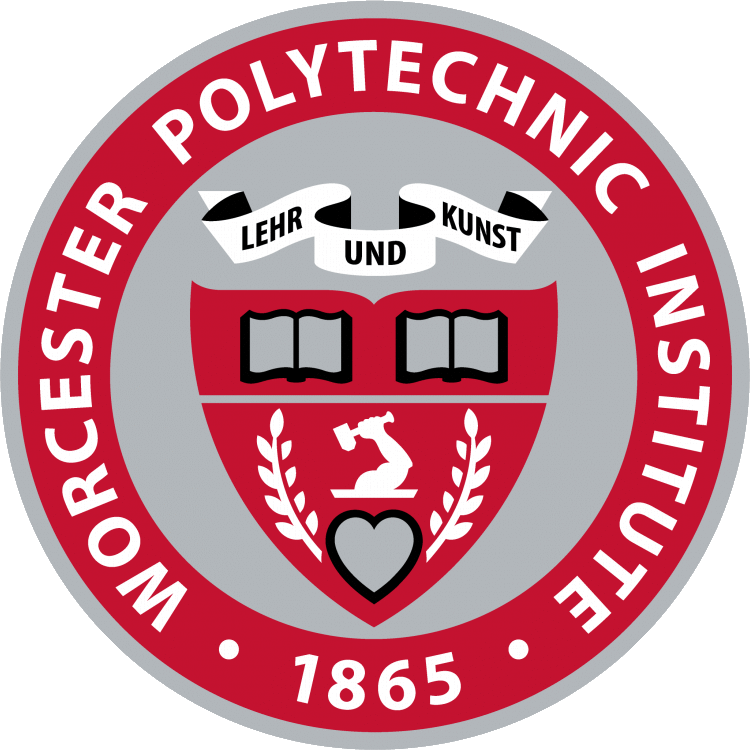 WORCESTER POLYTECHNIC INSTITUTE
LEHR UND KUNST
· 1865 ·